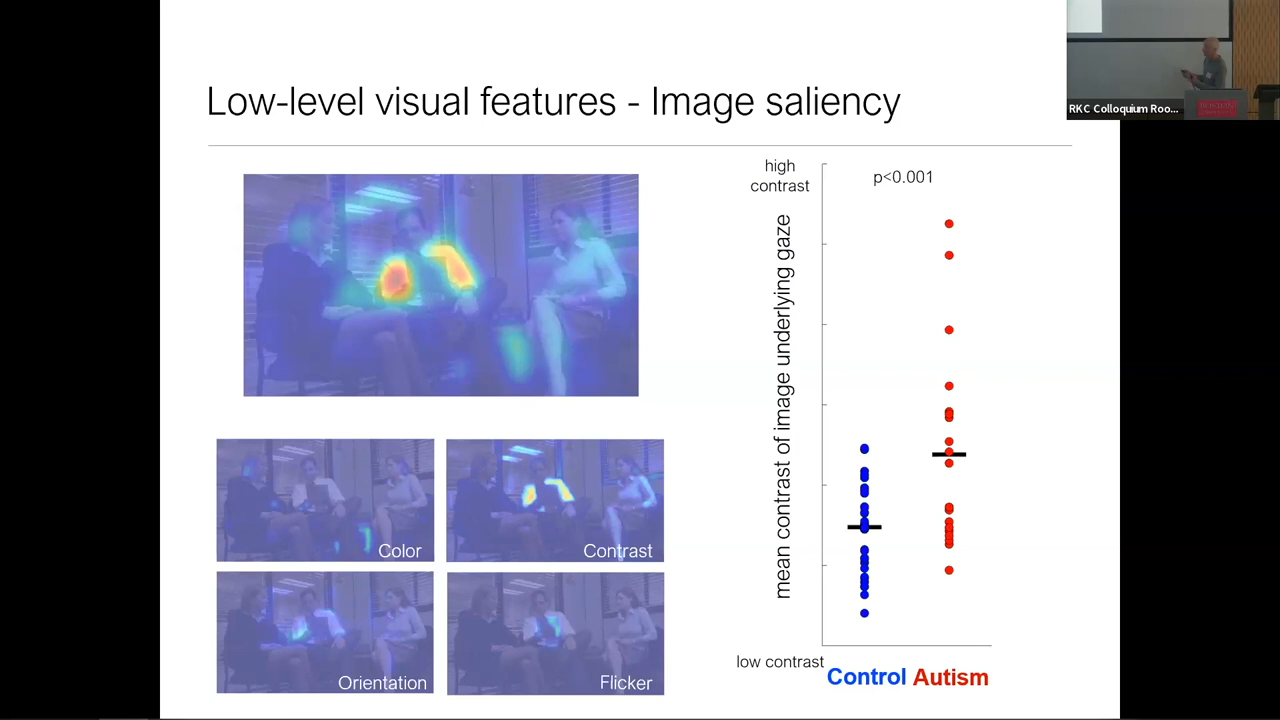 Low-level visual features - Image saliency
RKC Colloquium Roo...
high
contrast
p<0.001
mean contrast of image underlying gaze
Color
Contrast
Orientation
Flicker
low contrast
Control Autism